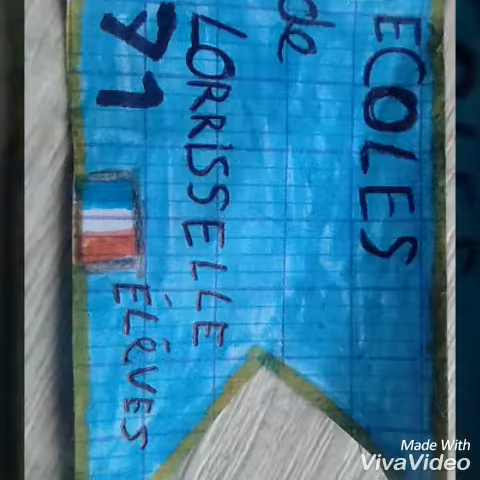 ECOLES
de
LORRISSELLE
71
ÉLÈVES
Made With
VivaVideo